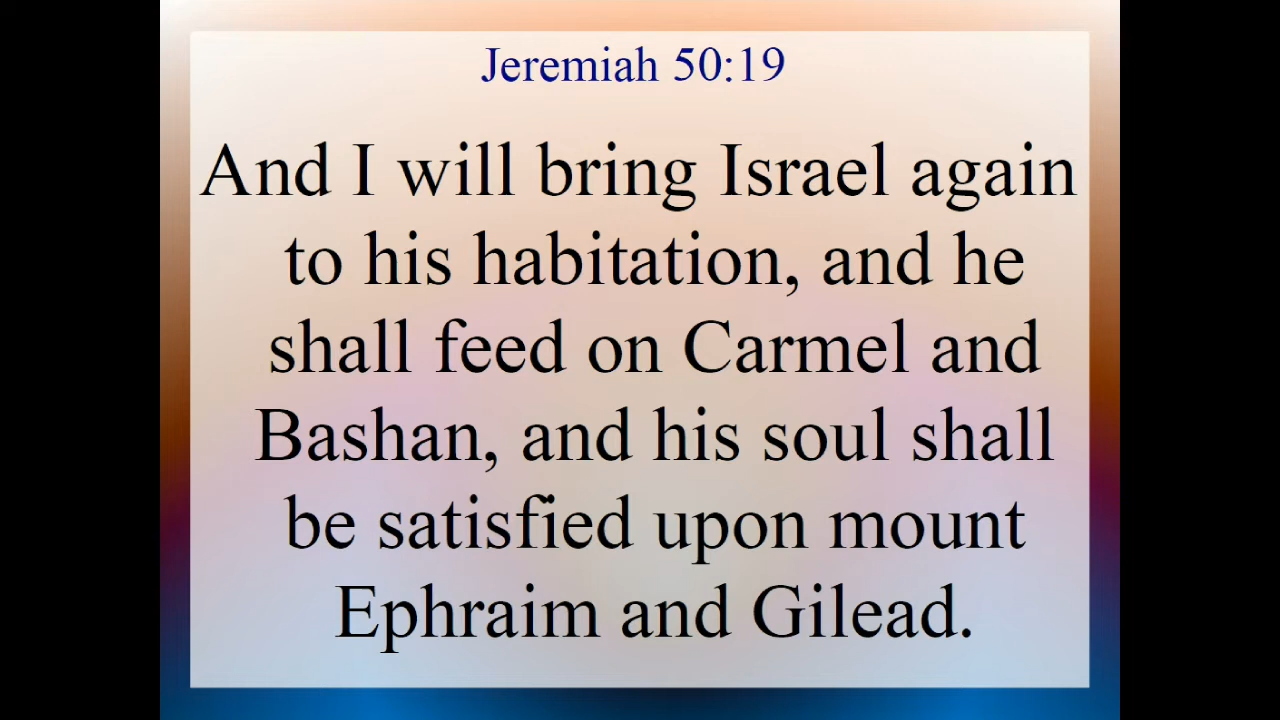 Jeremiah 50:19
And I will bring Israel again
to his habitation, and he
shall feed on Carmel and
Bashan, and his soul shall
be satisfied upon mount
Ephraim and Gilead.